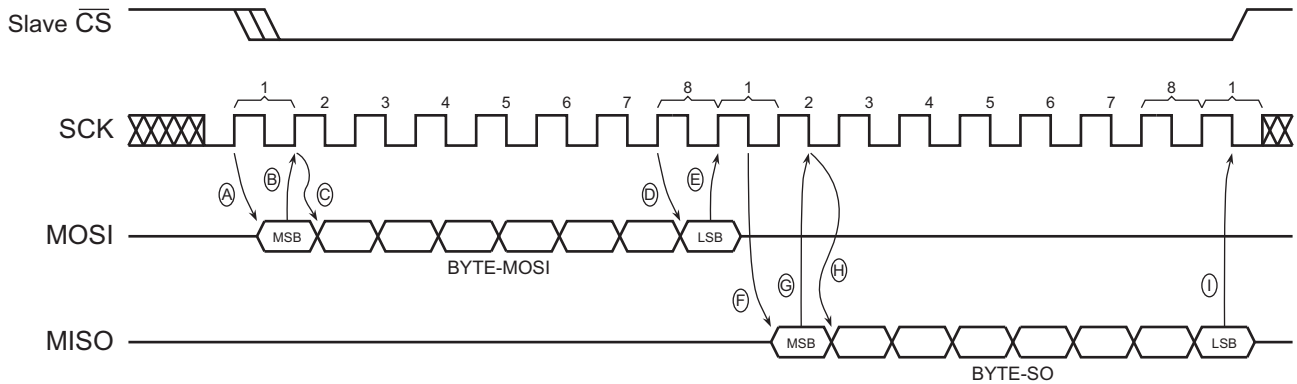 Slave CS
1 2 3 4 5 6 7 8 1 2 3 4 5 6 7 8 1
SCK
A B C D E
MOSI MSB LSB
BYTE-MOSI
F G H I
MISO MSB LSB
BYTE-SO